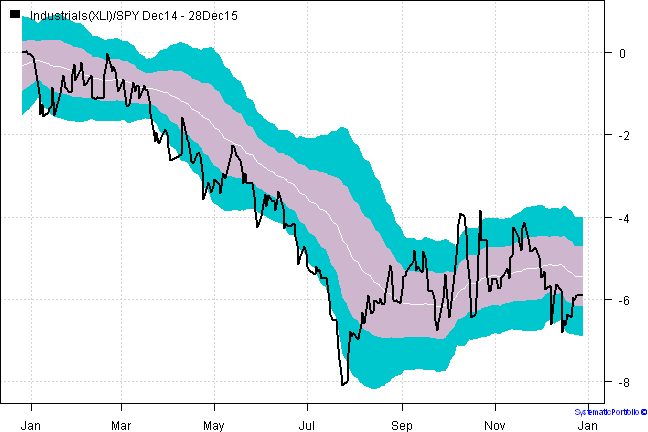 Industrials(XLI)/SPY Dec14 - 28Dec15
0
-2
-4
-6
-8
SystematicPortfolio ©
Jan Mar May Jul Sep Nov Jan